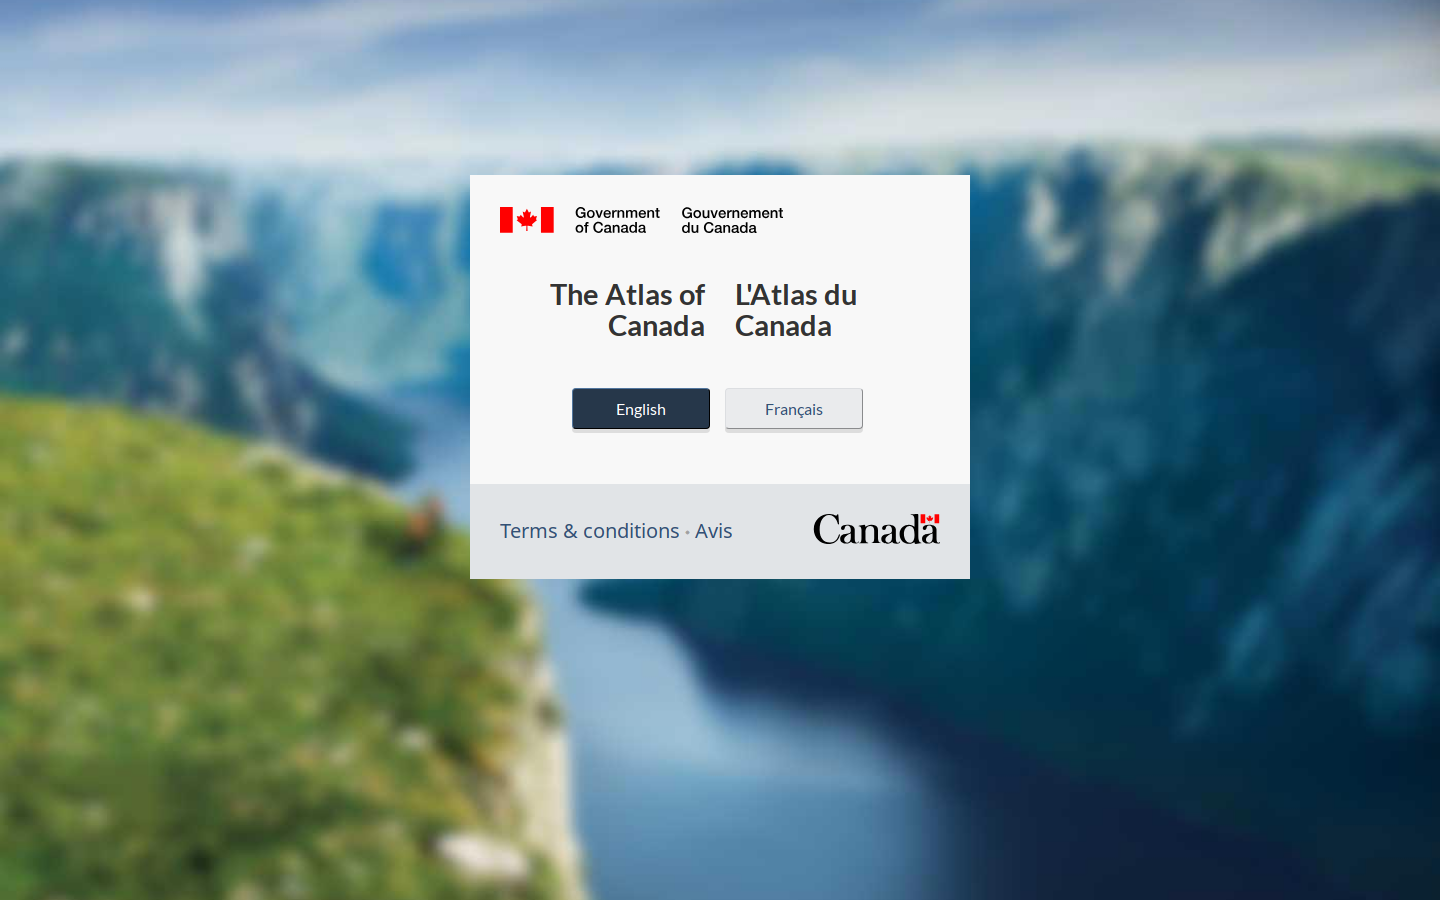 Government
of Canada
Gouvernement
du Canada
The Atlas of
Canada
L'Atlas du
Canada
English
Français
Terms & conditions • Avis
Canada